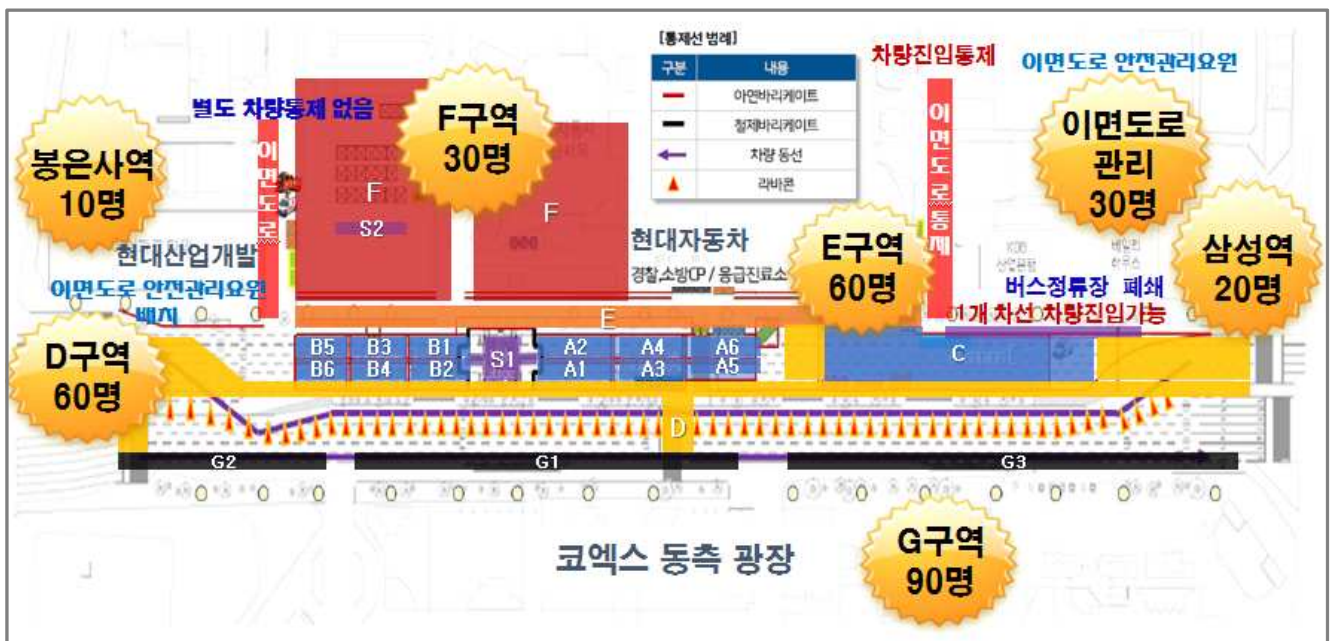 [통제선 범례]
구분 내용
아연바리케이트
철제바리케이트
차량 동선
라바콘
차량진입통제
이면도로 안전관리요원
별도 차량통제 없음
F구역
30명
이면도로
관리
30명
봉은사역
10명
이면도로
F
F
S2
이면도로통제
현대산업개발
현대자동차
경찰,소방CP / 응급진료소
E구역
60명
삼성역
20명
이면도로 안전관리요원
배치
버스정류장 폐쇄
1개 차선 차량진입가능
E
D구역
60명
B5 B3 B1 S1 A2 A4 A6
B6 B4 B2 A1 A3 A5
C
D
G2 G1 G3
코엑스 동측 광장
G구역
90명